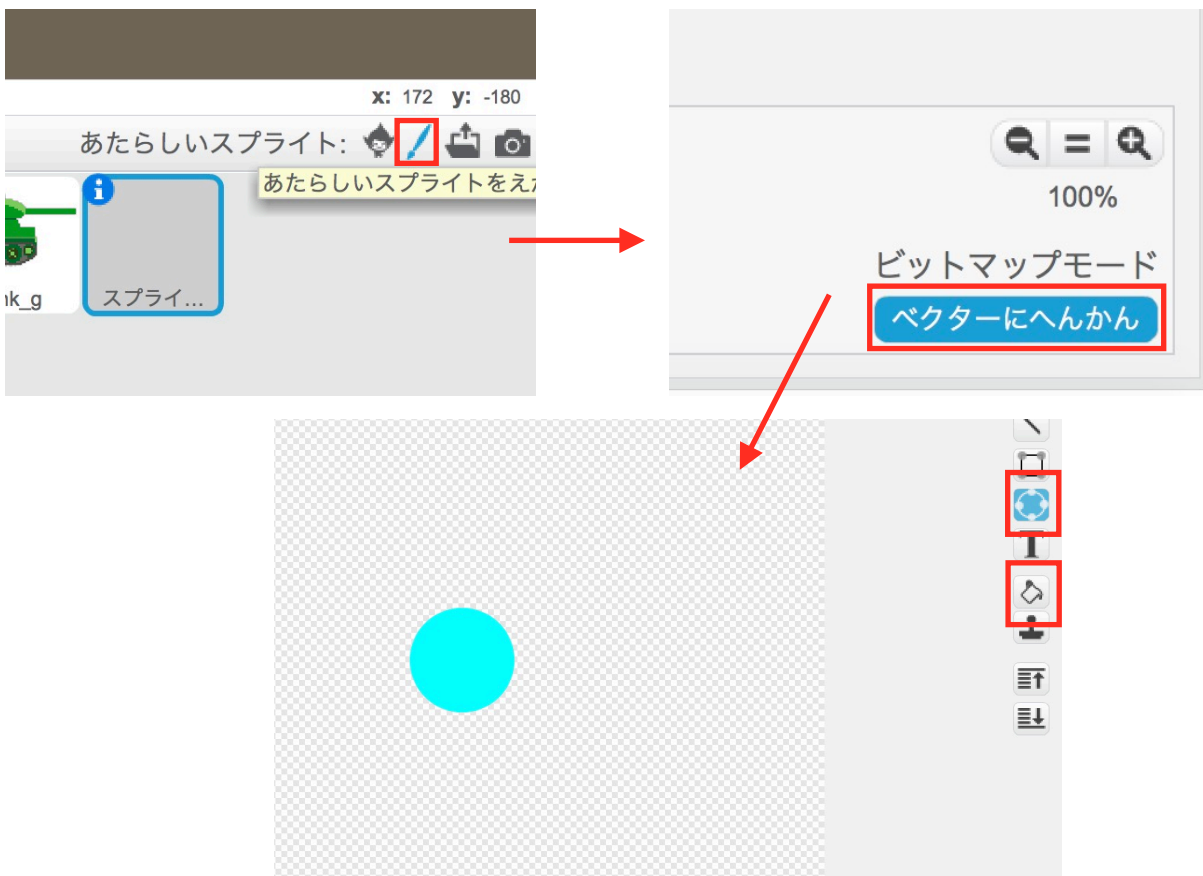 x: 172 y: -180
あたらしいスプライト:
あたらしいスプライトをえ
nk_g
スプライ...
100%
ビットマップモード
ベクターにへんかん
T